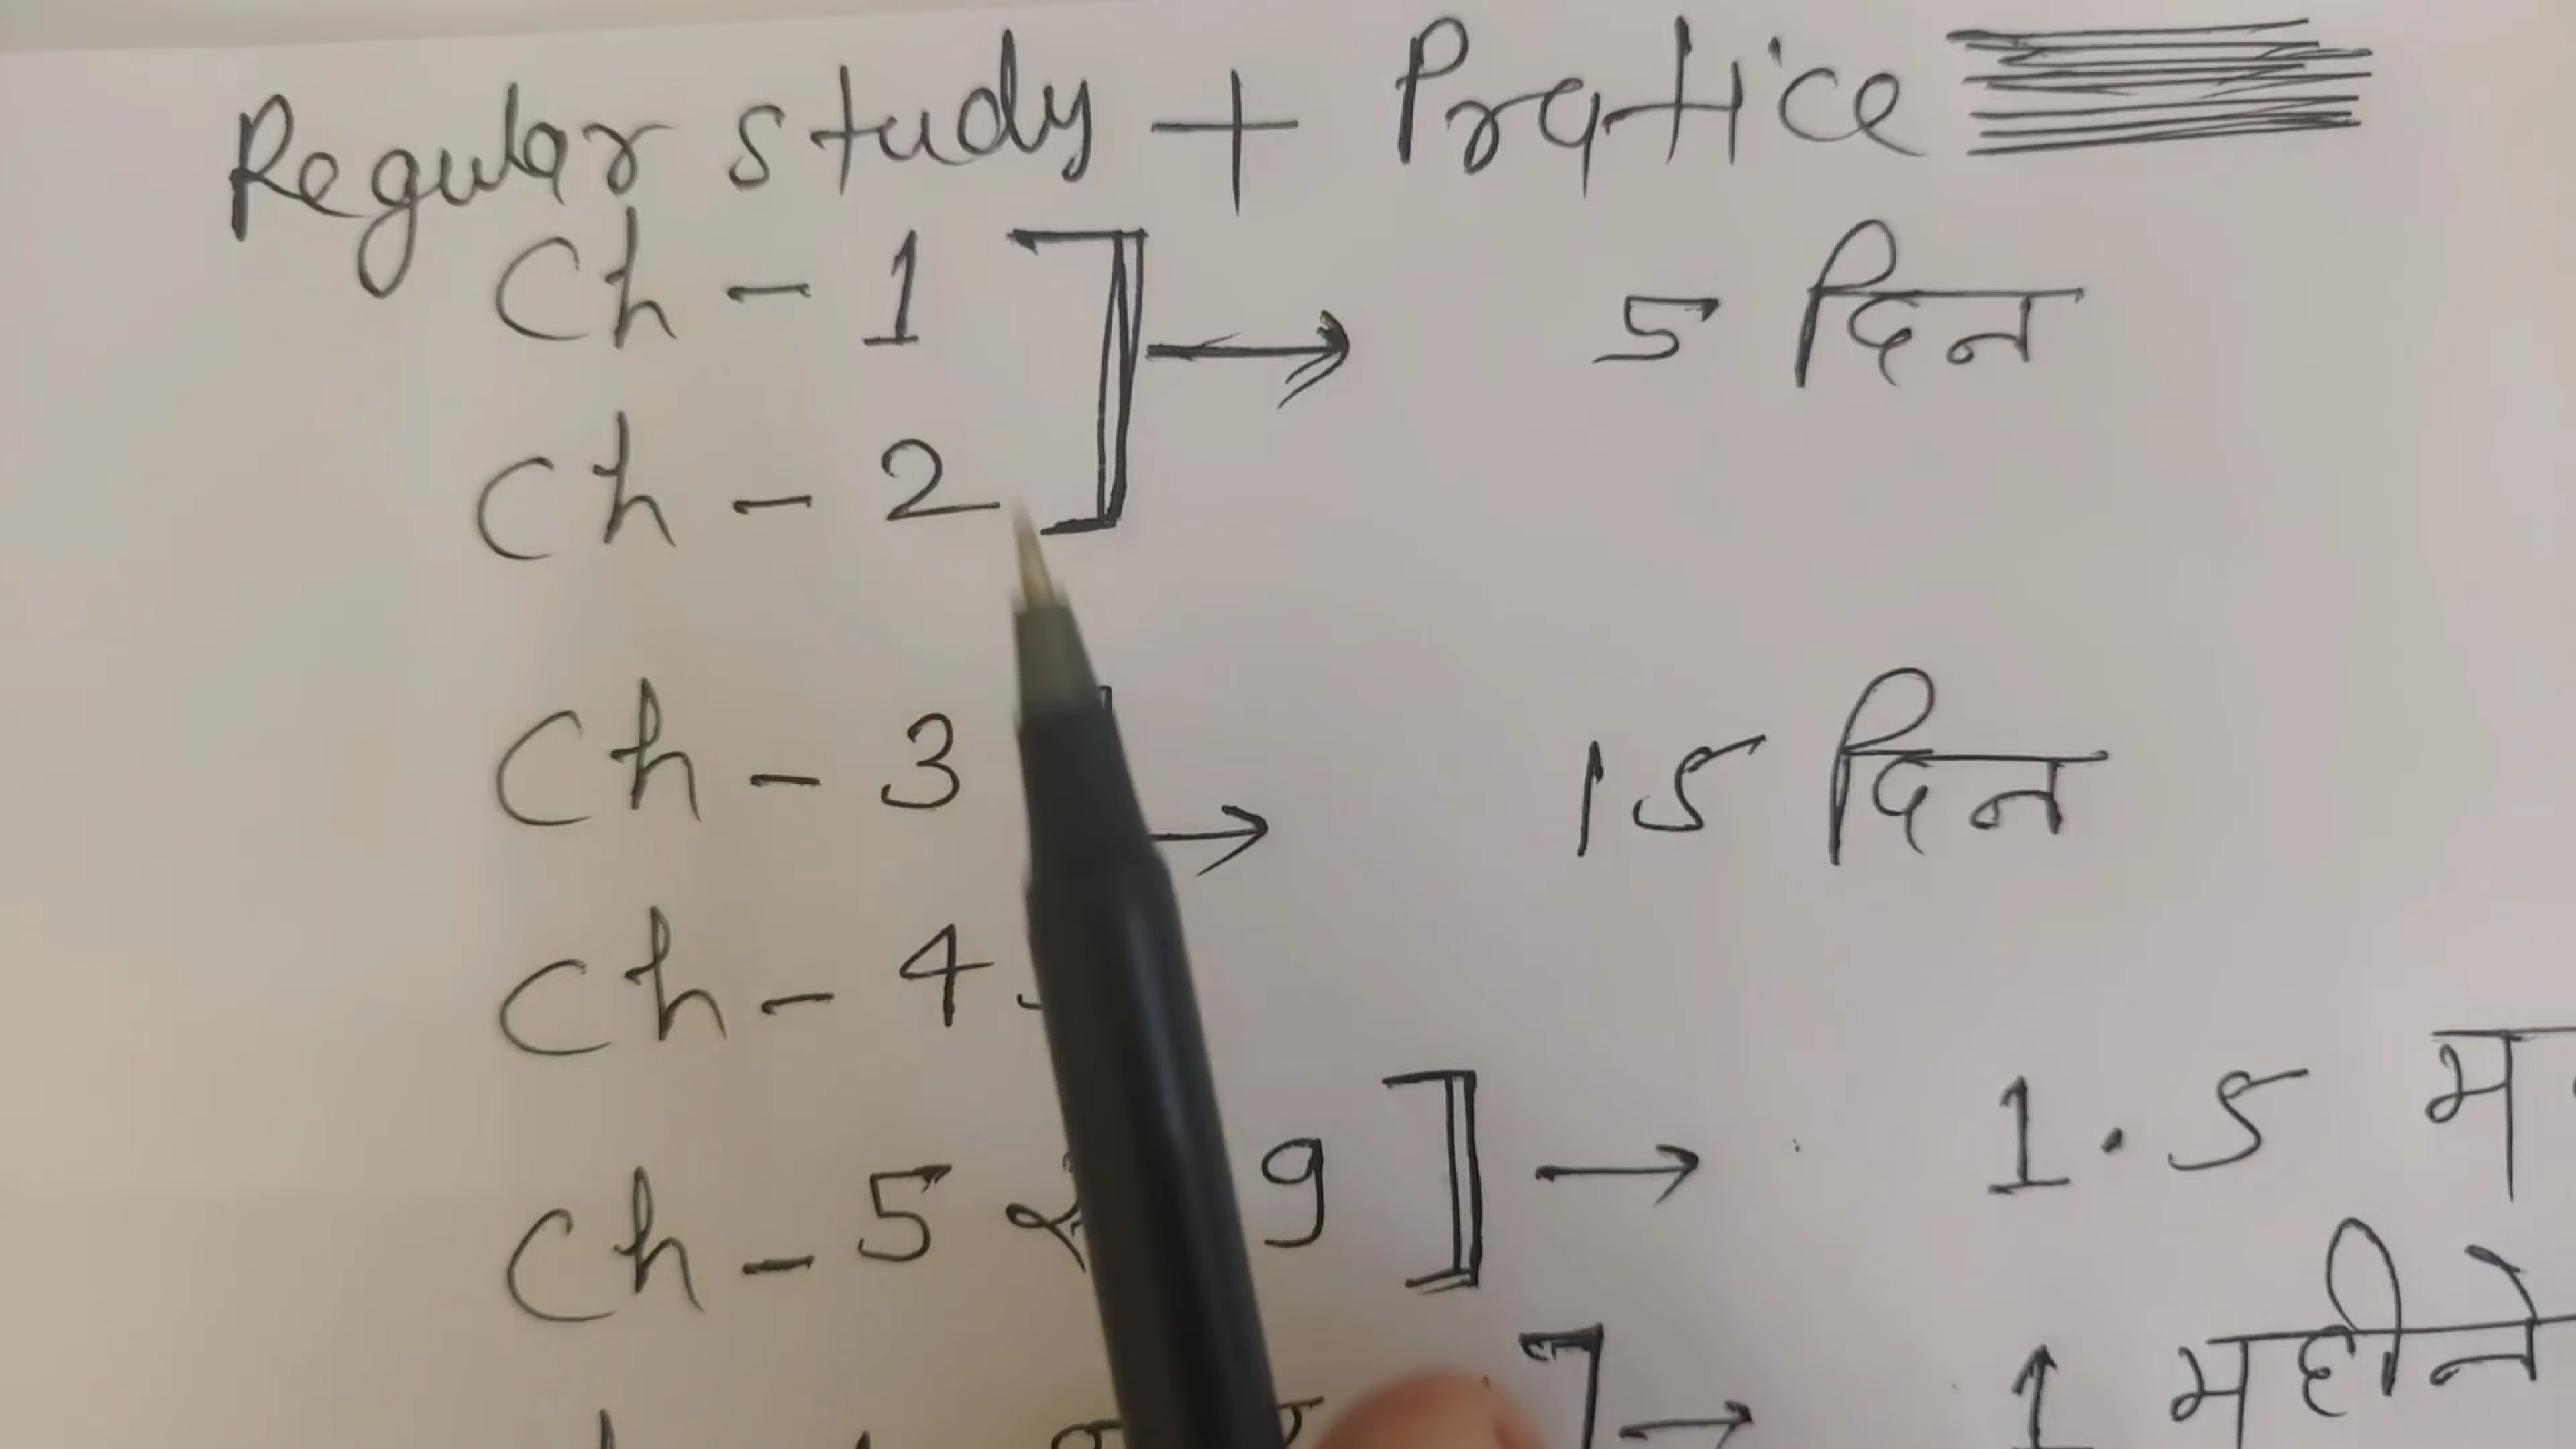 Regular study + Pratice
Ch - 1
5 दिन
Ch - 2
Ch - 3 → 15 दिन
Ch - 4
Ch - 5 9 ] → 1.5
] → 1 महीने